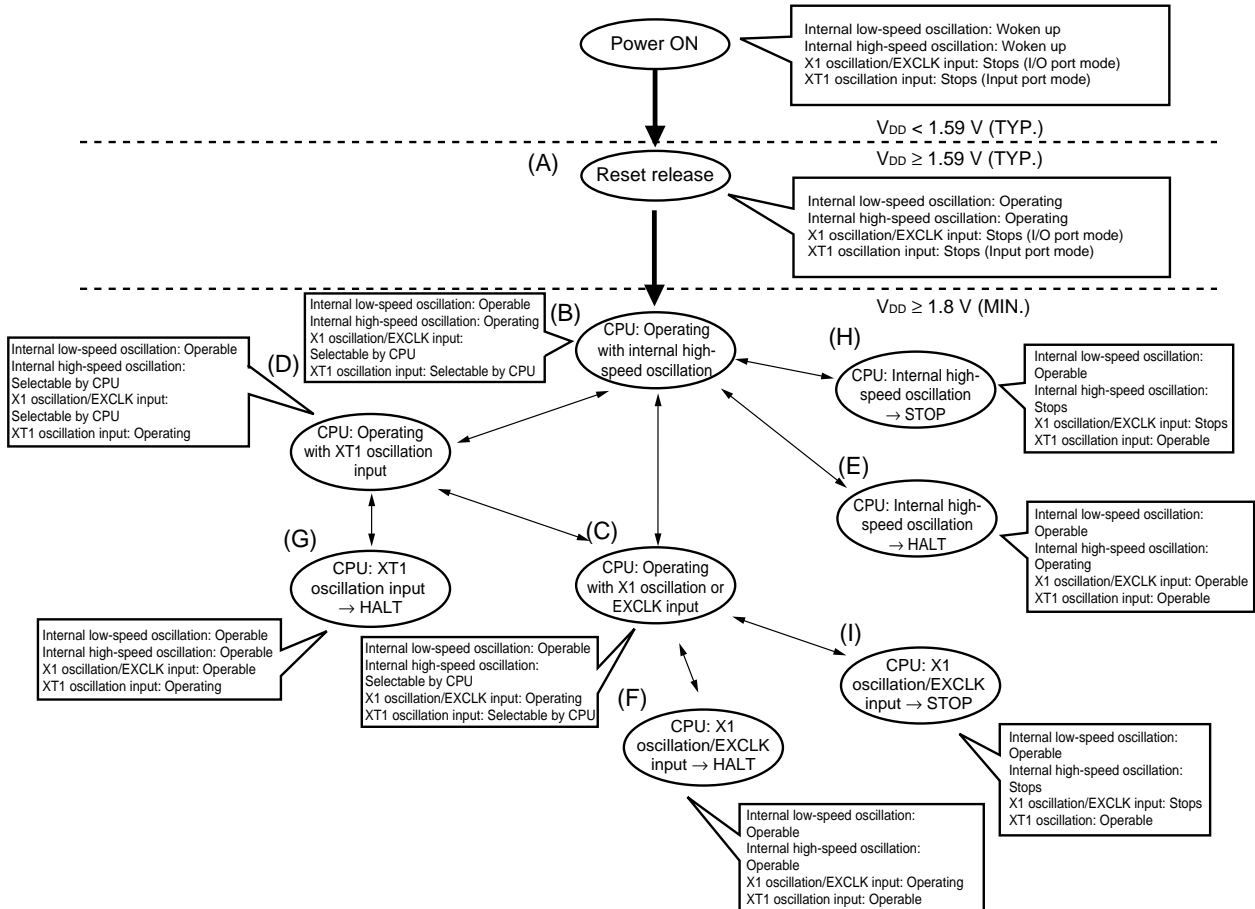 Power ON
Internal low-speed oscillation: Woken up
Internal high-speed oscillation: Woken up
X1 oscillation/EXCLK input: Stops (I/O port mode)
XT1 oscillation input: Stops (Input port mode)
VDD < 1.59 V (TYP.)
(A)
VDD ≥ 1.59 V (TYP.)
Reset release
Internal low-speed oscillation: Operating
Internal high-speed oscillation: Operating
X1 oscillation/EXCLK input: Stops (I/O port mode)
XT1 oscillation input: Stops (Input port mode)
VDD ≥ 1.8 V (MIN.)
Internal low-speed oscillation: Operable
Internal high-speed oscillation: Operating
X1 oscillation/EXCLK input:
Selectable by CPU
XT1 oscillation input: Selectable by CPU
(B)
CPU: Operating
with internal high-
speed oscillation
Internal low-speed oscillation: Operable
Internal high-speed oscillation:
Selectable by CPU
X1 oscillation/EXCLK input:
Selectable by CPU
XT1 oscillation input: Operating
(D)
CPU: Operating
with XT1 oscillation
input
(H)
CPU: Internal high-
speed oscillation
→ STOP
Internal low-speed oscillation:
Operable
Internal high-speed oscillation:
Stops
X1 oscillation/EXCLK input: Stops
XT1 oscillation input: Operable
(E)
CPU: Internal high-
speed oscillation
→ HALT
Internal low-speed oscillation:
Operable
Internal high-speed oscillation:
Operating
X1 oscillation/EXCLK input: Operable
XT1 oscillation input: Operable
(G)
CPU: XT1
oscillation input
→ HALT
Internal low-speed oscillation: Operable
Internal high-speed oscillation: Operable
X1 oscillation/EXCLK input: Operable
XT1 oscillation input: Operating
(C)
CPU: Operating
with X1 oscillation or
EXCLK input
Internal low-speed oscillation: Operable
Internal high-speed oscillation:
Selectable by CPU
X1 oscillation/EXCLK input: Operating
XT1 oscillation input: Selectable by CPU
(I)
CPU: X1
oscillation/EXCLK
input → STOP
Internal low-speed oscillation:
Operable
Internal high-speed oscillation:
Stops
X1 oscillation/EXCLK input: Stops
XT1 oscillation: Operable
(F)
CPU: X1
oscillation/EXCLK
input → HALT
Internal low-speed oscillation:
Operable
Internal high-speed oscillation:
Operable
X1 oscillation/EXCLK input: Operating
XT1 oscillation input: Operable